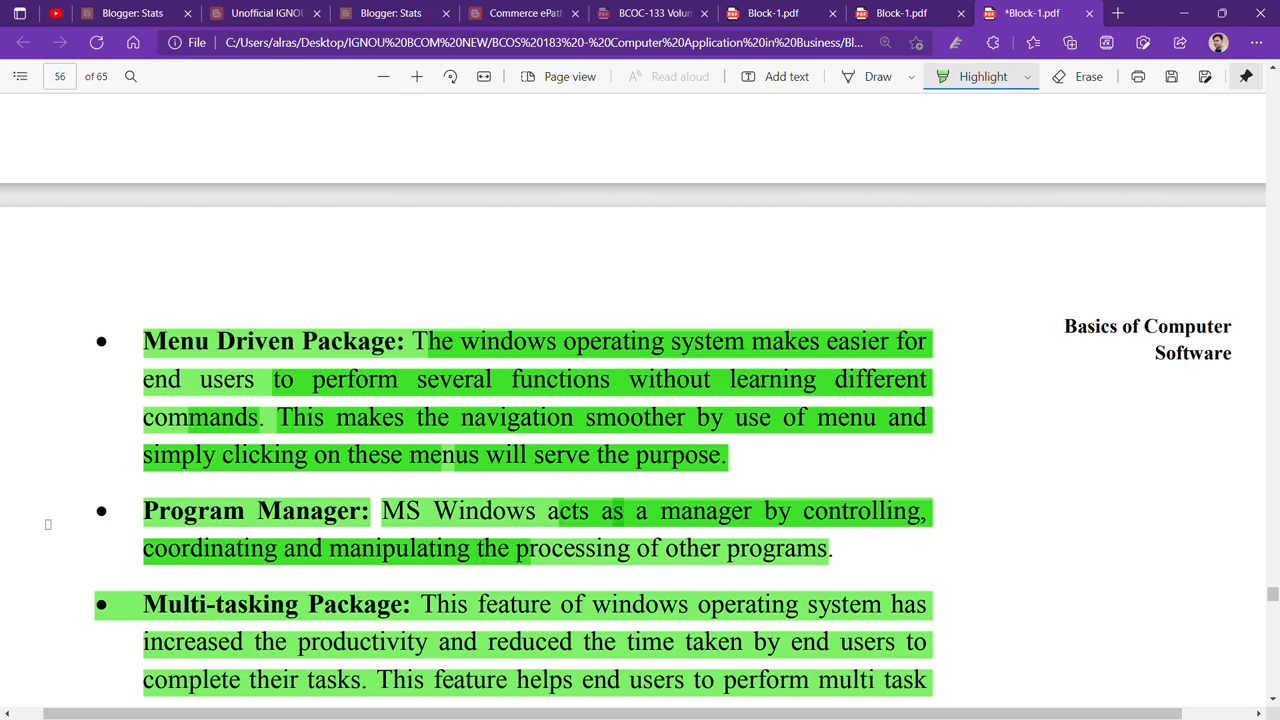 Blogger: Stats
Unofficial IGNOU
Blogger: Stats
Commerce ePath
BCOC-133 Volum
Block-1.pdf
Block-1.pdf
*Block-1.pdf
File
C:/Users/alras/Desktop/IGNOU%20BCOM%20NEW/BCOS%20183%20-%20Computer%20Application%20in%20Business/Bl...
56 of 65
Page view
Read aloud
Add text
Draw
Highlight
Erase
Basics of Computer
Software
• Menu Driven Package: The windows operating system makes easier for
end users to perform several functions without learning different
commands. This makes the navigation smoother by use of menu and
simply clicking on these menus will serve the purpose.
• Program Manager: MS Windows acts as a manager by controlling,
coordinating and manipulating the processing of other programs.
• Multi-tasking Package: This feature of windows operating system has
increased the productivity and reduced the time taken by end users to
complete their tasks. This feature helps end users to perform multi task